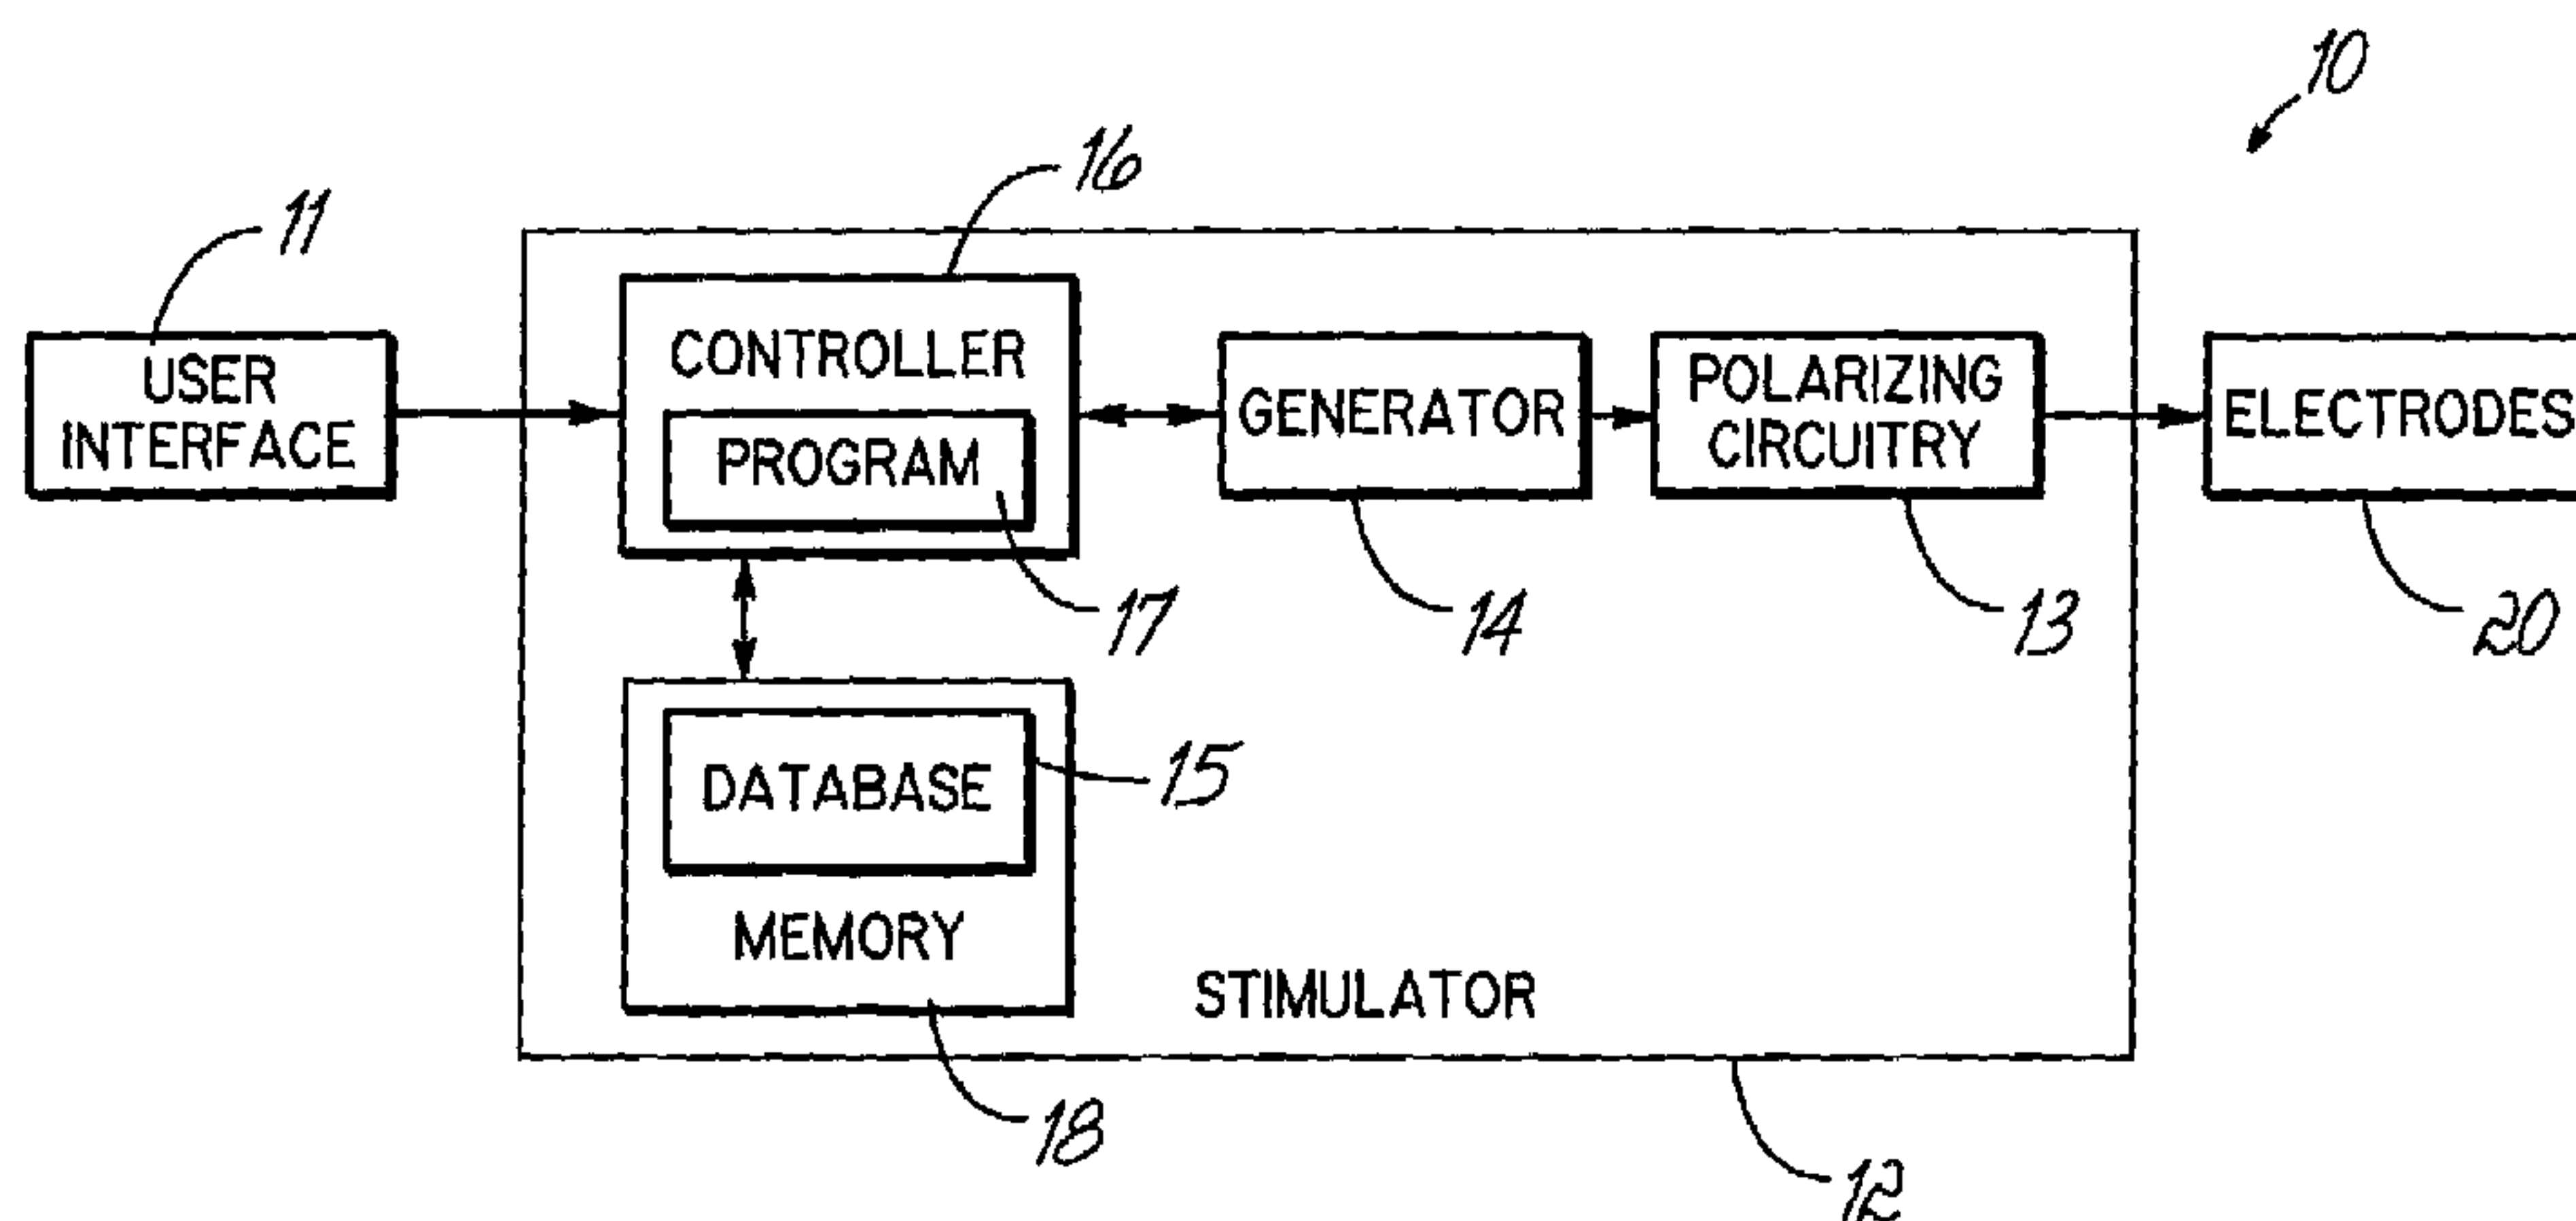 10
16
11
CONTROLLER
USER
INTERFACE
PROGRAM
GENERATOR
POLARIZING
CIRCUITRY
ELECTRODES
17
14
13
20
DATABASE
15
MEMORY
STIMULATOR
18
12